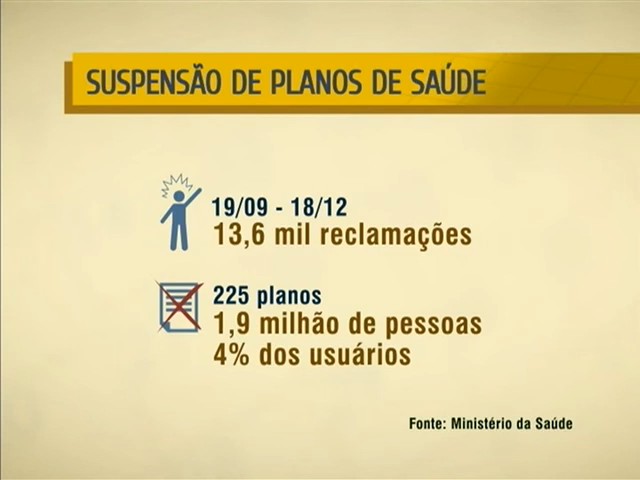 SUSPENSÃO DE PLANOS DE SAÚDE
19/09 - 18/12
13,6 mil reclamações
225 planos
1,9 milhão de pessoas
4% dos usuários
Fonte: Ministério da Saúde